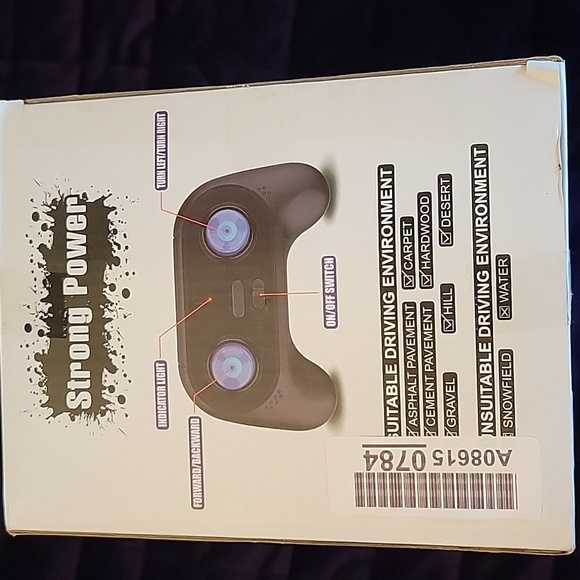 Strong Power
TURN LEFT/TURN RIGHT
INDICATOR LIGHT
FORWARD/BACKWARD
ON/OFF SWITCH
SUITABLE DRIVING ENVIRONMENT
ASPHALT PAVEMENT CARPET
CEMENT PAVEMENT HARDWOOD
GRAVEL HILL DESERT
NSUITABLE DRIVING ENVIRONMENT
SNOWFIELD WATER
A08615 0784